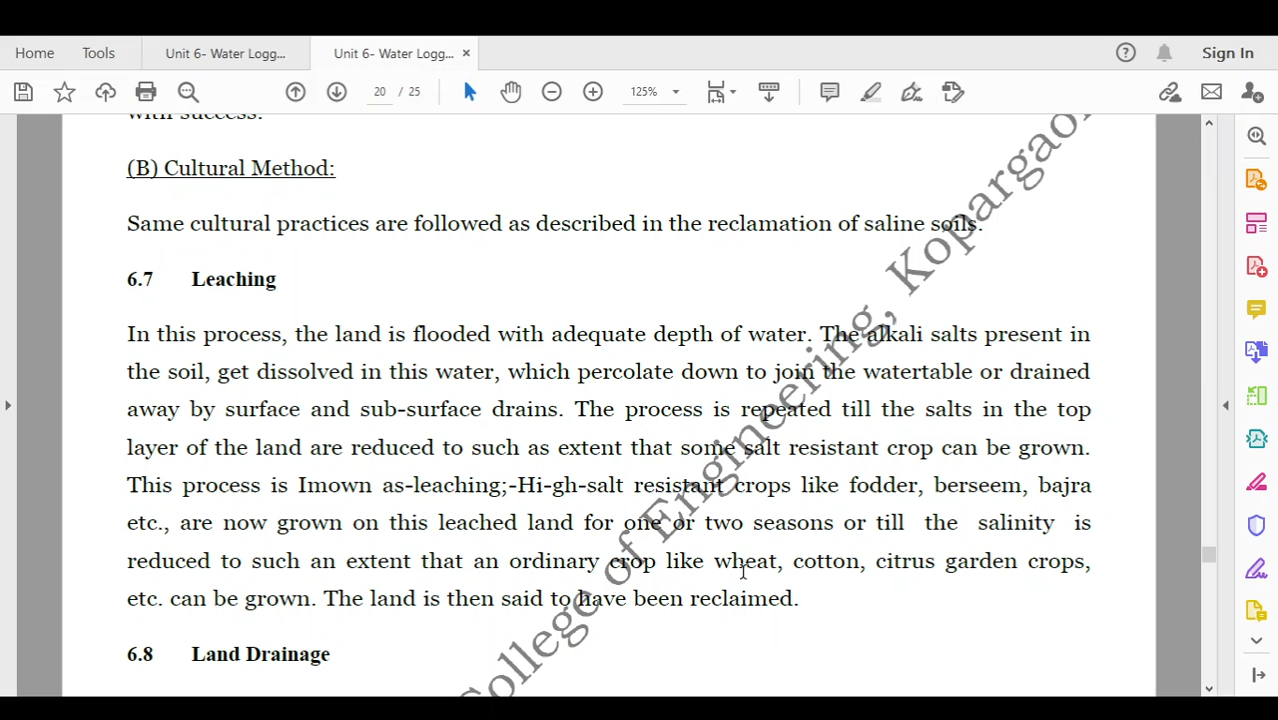 Home Tools Unit 6- Water Logg... Unit 6- Water Logg... × Sign In
20 / 25 125%
with success.
(B) Cultural Method:
Same cultural practices are followed as described in the reclamation of saline soils.
6.7 Leaching
In this process, the land is flooded with adequate depth of water. The alkali salts present in
the soil, get dissolved in this water, which percolate down to join the watertable or drained
away by surface and sub-surface drains. The process is repeated till the salts in the top
layer of the land are reduced to such as extent that some salt resistant crop can be grown.
This process is Imown as-leaching;-Hi-gh-salt resistant crops like fodder, berseem, bajra
etc., are now grown on this leached land for one or two seasons or till the salinity is
reduced to such an extent that an ordinary crop like wheat, cotton, citrus garden crops,
etc. can be grown. The land is then said to have been reclaimed.
6.8 Land Drainage
College of Engineering, Kopargaon